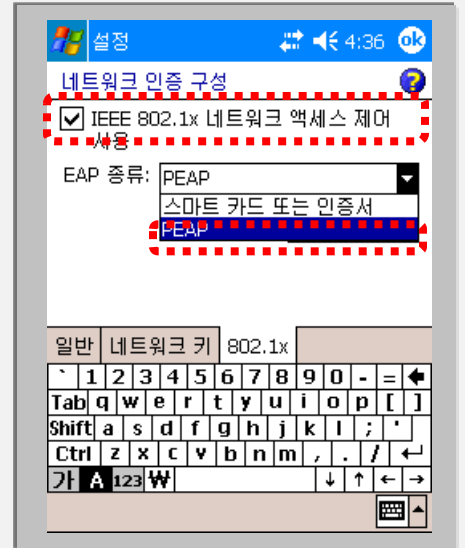 설정 4:36 ok
네트워크 인증 구성 ?
IEEE 802.1x 네트워크 액세스 제어
사용
EAP 종류: PEAP
스마트 카드 또는 인증서
PEAP
일반 네트워크 키 802.1x
` 1 2 3 4 5 6 7 8 9 0 - = ←
Tab q w e r t y u i o p [ ]
Shift a s d f g h j k l ; '
Ctrl z x c v b n m , . / ↵
가 A 123 ₩ ↓ ↑ ← →